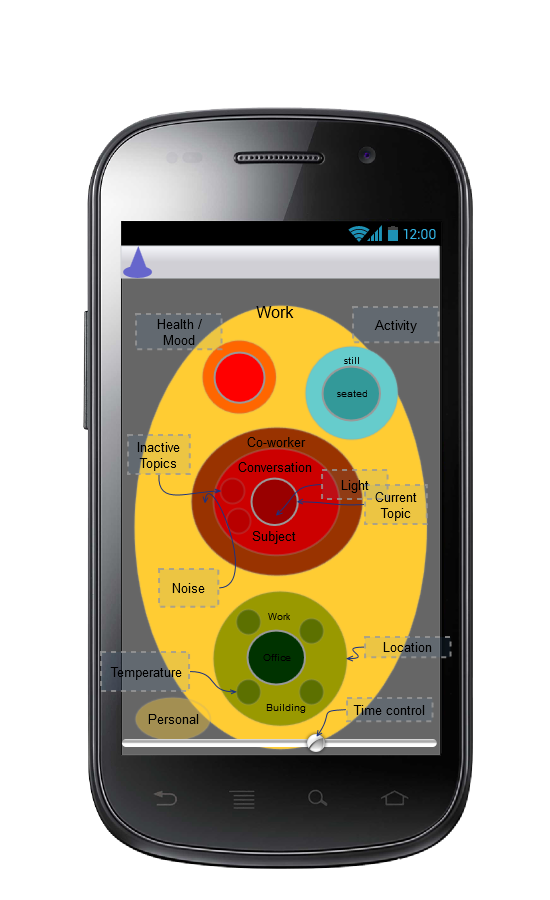 12:00
Work
Health /
Mood
Activity
still
seated
Co-worker
Inactive
Topics
Conversation
Light
Current
Topic
Subject
Noise
Work
Location
Office
Temperature
Building
Time control
Personal